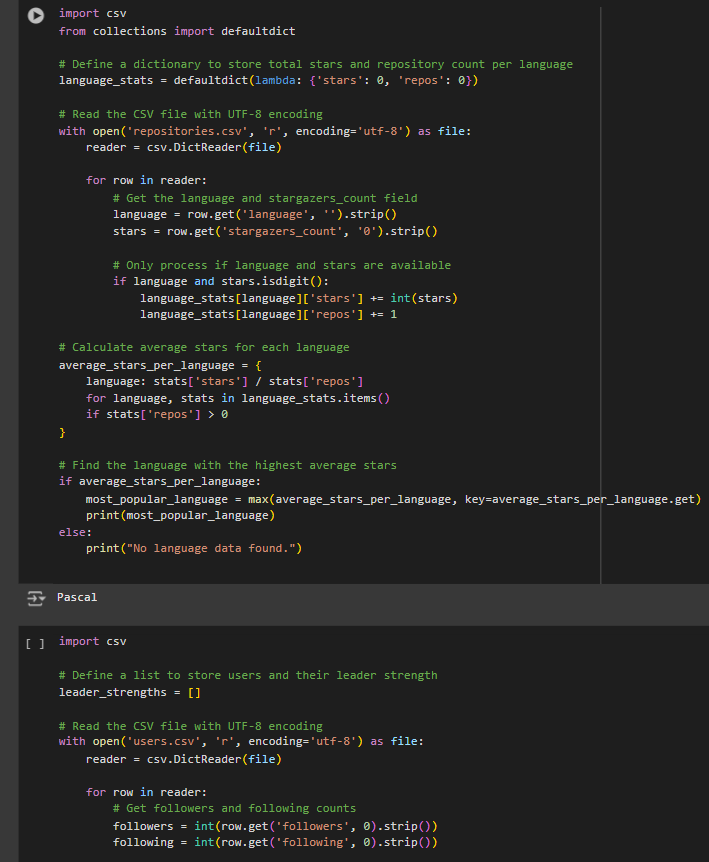 import csv
from collections import defaultdict
# Define a dictionary to store total stars and repository count per language
language_stats = defaultdict(lambda: {'stars': 0, 'repos': 0})
# Read the CSV file with UTF-8 encoding
with open('repositories.csv', 'r', encoding='utf-8') as file:
    reader = csv.DictReader(file)
    for row in reader:
        # Get the language and stargazers_count field
        language = row.get('language', '').strip()
        stars = row.get('stargazers_count', '0').strip()
        # Only process if language and stars are available
        if language and stars.isdigit():
            language_stats[language]['stars'] += int(stars)
            language_stats[language]['repos'] += 1
# Calculate average stars for each language
average_stars_per_language = {
    language: stats['stars'] / stats['repos']
    for language, stats in language_stats.items()
    if stats['repos'] > 0
}
# Find the language with the highest average stars
if average_stars_per_language:
    most_popular_language = max(average_stars_per_language, key=average_stars_per_language.get)
    print(most_popular_language)
else:
    print("No language data found.")
Pascal
[ ] import csv
# Define a list to store users and their leader strength
leader_strengths = []
# Read the CSV file with UTF-8 encoding
with open('users.csv', 'r', encoding='utf-8') as file:
    reader = csv.DictReader(file)
    for row in reader:
        # Get followers and following counts
        followers = int(row.get('followers', 0).strip())
        following = int(row.get('following', 0).strip())